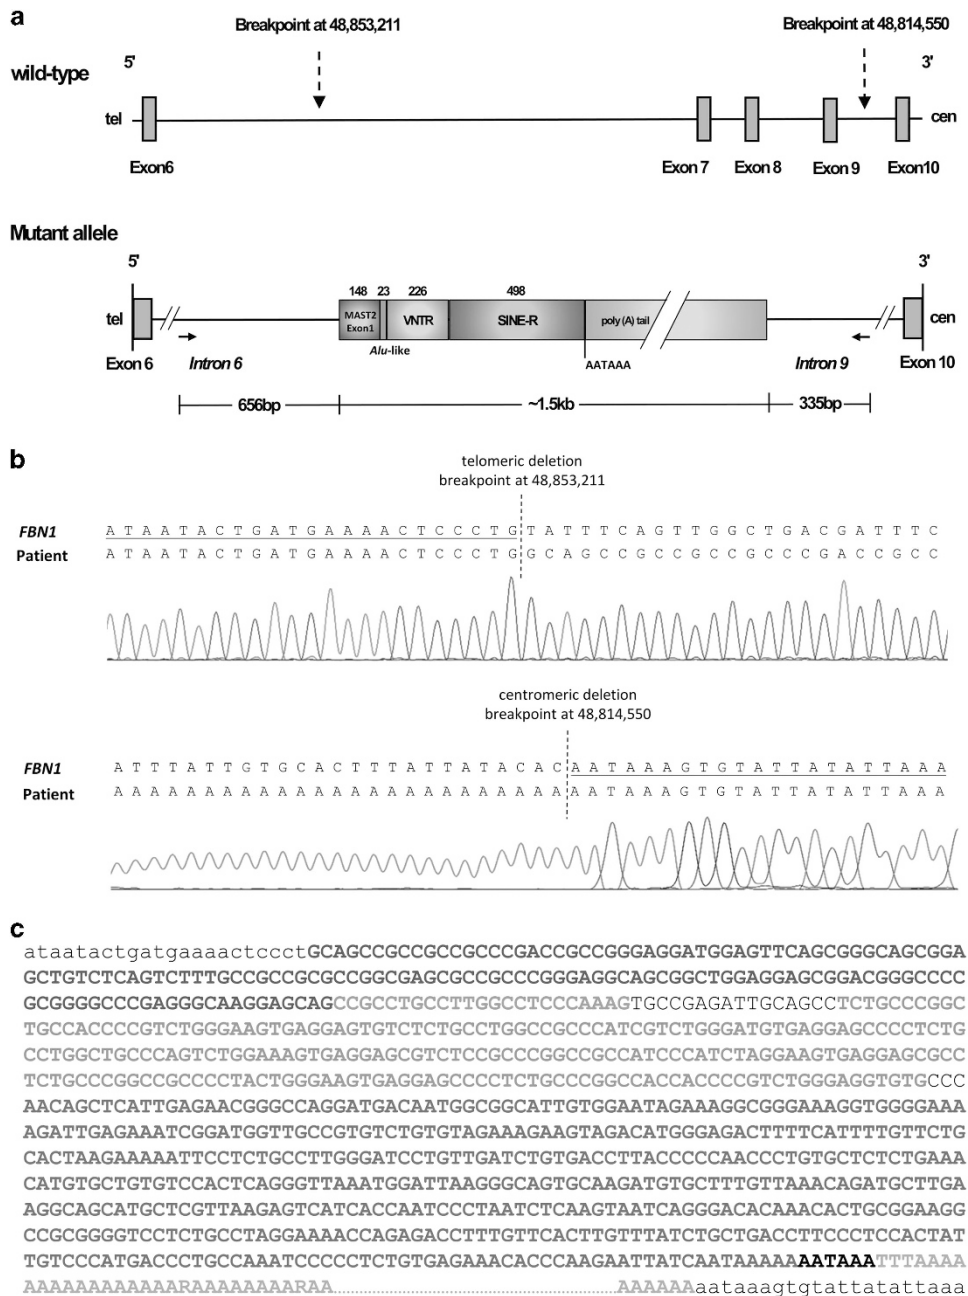 a
Breakpoint at 48,853,211
Breakpoint at 48,814,550
5'
3'
wild-type
tel
cen
Exon6
Exon 7
Exon 8
Exon 9
Exon10
Mutant allele
5'
3'
148 23 226 498
tel
MAST2
Exon1
VNTR
SINE-R
poly (A) tail
cen
Alu-like
AATAAA
Exon 6
Intron 6
Intron 9
Exon 10
656bp
~1.5kb
335bp
b
telomeric deletion
breakpoint at 48,853,211
FBN1 A T A A T A C T G A T G A A A A C T C C C T G T A T T T C A G T T G G C T G A C G A T T T C
Patient A T A A T A C T G A T G A A A A C T C C C T G G C A G C C G C C G C C G C C C G A C C G C C
centromeric deletion
breakpoint at 48,814,550
FBN1 A T T T A T T G T G C A C T T T A T T A T A C A C A A T A A A G T G T A T T A T A T T A A A
Patient A A A A A A A A A A A A A A A A A A A A A A A A A A A T A A A G T G T A T T A T A T T A A A
c
ataatactgatgaaaactccctGCAGCCGCCGCCGCCCGACCGCCGGGAGGATGGAGTTCAGCGGGCAGCGGA
GCTGTCTCAGTCTTTGCCGCCGCGCCGGCGAGCGCCGCCCGGGAGGCAGCGGCTGGAGGAGCGGACGGGCCCC
GCGGGGCCCGAGGGCAAGGAGCAGCCGCCTGCCTTGGCCTCCCAAAGTGCCGAGATTGCAGCCTCTGCCCGGC
TGCCACCCCGTCTGGGAAGTGAGGAGTGTCTCTGCCTGGCCGCCCATCGTCTGGGATGTGAGGAGCCCCTCTG
CCTGGCTGCCCAGTCTGGAAAGTGAGGAGCGTCTCCGCCCGGCCGCCATCCCATCTAGGAAGTGAGGAGCGCC
TCTGCCCGGCCGCCCCTACTGGGAAGTGAGGAGCCCCTCTGCCCGGCCACCACCCCGTCTGGGAGGTGTGCCC
AACAGCTCATTGAGAACGGGCCAGGATGACAATGGCGGCATTGTGGAATAGAAAGGCGGGAAAGGTGGGGAAA
AGATTGAGAAATCGGATGGTTGCCGTGTCTGTGTAGAAAGAAGTAGACATGGGAGACTTTTCATTTTGTTCTG
CACTAAGAAAAATTCCTCTGCCTTGGGATCCTGTTGATCTGTGACCTTACCCCCAACCCTGTGCTCTCTGAAA
CATGTGCTGTGTCCACTCAGGGTTAAATGGATTAAGGGCAGTGCAAGATGTGCTTTGTTAAACAGATGCTTGA
AGGCAGCATGCTCGTTAAGAGTCATCACCAATCCCTAATCTCAAGTAATCAGGGACACAAACACTGCGGAAGG
CCGCGGGGTCCTCTGCCTAGGAAAACCAGAGACCTTTGTTCACTTGTTTATCTGCTGACCTTCCCTCCACTAT
TGTCCCATGACCCTGCCAAATCCCCCTCTGTGAGAAACACCCAAGAATTATCAATAAAAAAATAAATTTAAAA
AAAAAAAAAAAARAAAAAAAARAA..............................AAAAAAaataaagtgtattatattaaa